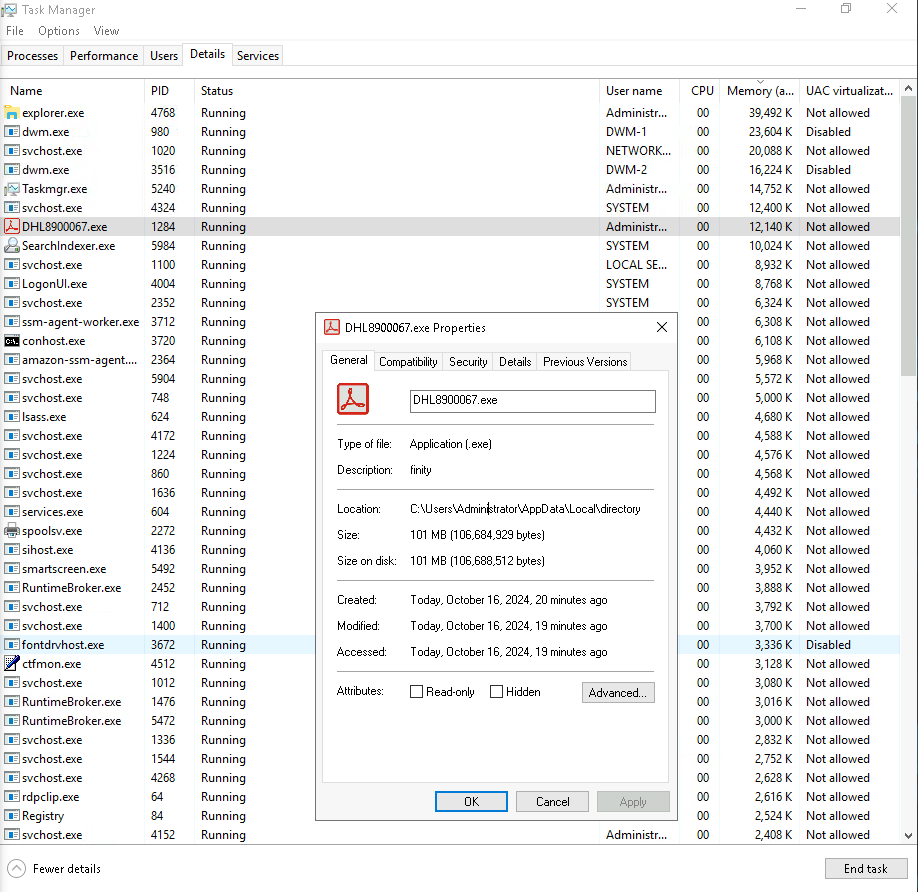 Task Manager
File Options View
Processes Performance Users Details Services
Name PID Status User name CPU Memory (a... UAC virtualizat...
explorer.exe 4768 Running Administr... 00 39,492 K Not allowed
dwm.exe 980 Running DWM-1 00 23,604 K Disabled
svchost.exe 1020 Running NETWORK... 00 20,088 K Not allowed
dwm.exe 3516 Running DWM-2 00 16,224 K Disabled
Taskmgr.exe 5240 Running Administr... 00 14,752 K Not allowed
svchost.exe 4324 Running SYSTEM 00 12,400 K Not allowed
DHL8900067.exe 1284 Running Administr... 00 12,140 K Not allowed
SearchIndexer.exe 5984 Running SYSTEM 00 10,024 K Not allowed
svchost.exe 1100 Running LOCAL SE... 00 8,932 K Not allowed
LogonUI.exe 4004 Running SYSTEM 00 8,768 K Not allowed
svchost.exe 2352 Running SYSTEM 00 6,324 K Not allowed
ssm-agent-worker.exe 3712 Running 6,308 K Not allowed
conhost.exe 3720 Running 00 6,108 K Not allowed
amazon-ssm-agent.... 2364 Running 00 5,968 K Not allowed
svchost.exe 5904 Running 00 5,572 K Not allowed
svchost.exe 748 Running 00 5,000 K Not allowed
lsass.exe 624 Running 00 4,680 K Not allowed
svchost.exe 4172 Running 00 4,588 K Not allowed
svchost.exe 1224 Running 00 4,576 K Not allowed
svchost.exe 860 Running 00 4,568 K Not allowed
svchost.exe 1636 Running 00 4,492 K Not allowed
services.exe 604 Running 00 4,440 K Not allowed
spoolsv.exe 2272 Running 00 4,432 K Not allowed
sihost.exe 4136 Running 00 4,060 K Not allowed
smartscreen.exe 5492 Running 00 3,952 K Not allowed
RuntimeBroker.exe 2452 Running 00 3,888 K Not allowed
svchost.exe 712 Running 00 3,792 K Not allowed
svchost.exe 1400 Running 00 3,700 K Not allowed
fontdrvhost.exe 3672 Running 00 3,336 K Disabled
ctfmon.exe 4512 Running 00 3,128 K Not allowed
svchost.exe 1012 Running 00 3,080 K Not allowed
RuntimeBroker.exe 1476 Running 00 3,016 K Not allowed
RuntimeBroker.exe 5472 Running 00 3,000 K Not allowed
svchost.exe 1336 Running 00 2,832 K Not allowed
svchost.exe 1544 Running 00 2,752 K Not allowed
svchost.exe 4268 Running 00 2,628 K Not allowed
rdpclip.exe 64 Running 00 2,616 K Not allowed
Registry 84 Running 00 2,524 K Not allowed
svchost.exe 4152 Running Administr... 00 2,408 K Not allowed
Fewer details End task
DHL8900067.exe Properties
General Compatibility Security Details Previous Versions
DHL8900067.exe
Type of file: Application (.exe)
Description: finity
Location: C:\Users\Administrator\AppData\Local\directory
Size: 101 MB (106,684,929 bytes)
Size on disk: 101 MB (106,688,512 bytes)
Created: Today, October 16, 2024, 20 minutes ago
Modified: Today, October 16, 2024, 19 minutes ago
Accessed: Today, October 16, 2024, 19 minutes ago
Attributes: Read-only Hidden Advanced...
OK Cancel Apply